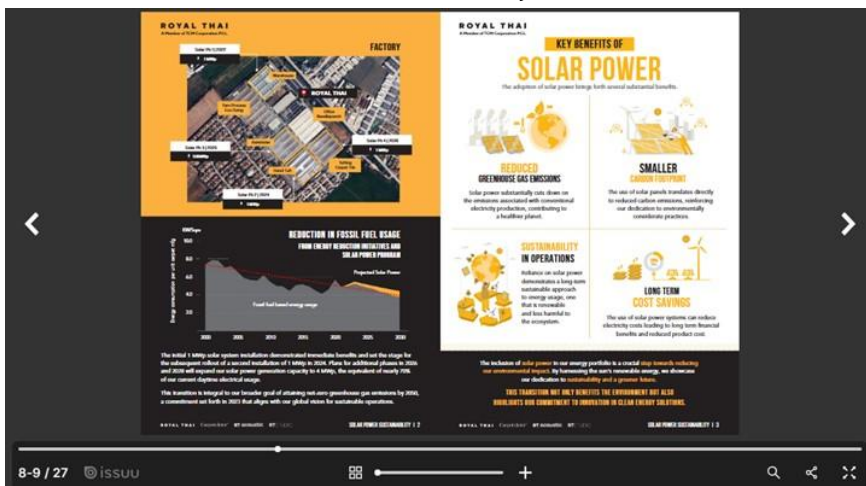 ROYAL THAI
A Member of TCM Corporation PCL.
FACTORY
Warehouse
ROYAL THAI
REDUCTION IN FOSSIL FUEL USAGE
FROM ENERGY REDUCTION INITIATIVES AND
SOLAR POWER PROGRAM
Projected Solar Power
Fossil fuel based energy usage
2000 2005 2010 2015 2020 2025 2030
The initial 1 MWp solar system installation demonstrated immediate benefits and set the stage for
the subsequent rollout of a second installation of 1 MWp in 2024. Plans for additional phases in
and will expand our solar power generation capacity to 4 MWp, the equivalent of nearly 70%
of our current daytime electrical usage.
This transition is integral to our broader goal of attaining net-zero greenhouse gas emissions by 2050,
a commitment set forth in 2023 that aligns with our global vision for sustainable operations.
ROYAL THAI
SOLAR POWER SUSTAINABILITY | 2
ROYAL THAI
A Member of TCM Corporation PCL.
KEY BENEFITS OF
SOLAR POWER
The adoption of solar power brings forth several substantial benefits.
REDUCED
GREENHOUSE GAS EMISSIONS
Solar power substantially cuts down on
the emissions associated with conventional
electricity production, contributing to
a healthier planet.
SMALLER
CARBON FOOTPRINT
The use of solar panels translates directly
to reduced carbon emissions, reinforcing
our dedication to environmentally
considerate practices.
SUSTAINABILITY
IN OPERATIONS
Reliance on solar power
demonstrates a long-term
sustainable approach
to energy usage, one
that is renewable
and less harmful to
the ecosystem.
LONG TERM
COST SAVINGS
The use of solar power systems can reduce
electricity costs leading to long term financial
benefits and reduced product cost.
The inclusion of solar power in our energy portfolio is a crucial step towards reducing
our environmental impact. By harnessing the sun's renewable energy, we showcase
our dedication to sustainability and a greener future.
THIS TRANSITION NOT ONLY BENEFITS THE ENVIRONMENT BUT ALSO
HIGHLIGHTS OUR COMMITMENT TO INNOVATION IN CLEAN ENERGY SOLUTIONS.
ROYAL THAI
SOLAR POWER SUSTAINABILITY | 3
8-9 / 27 issuu